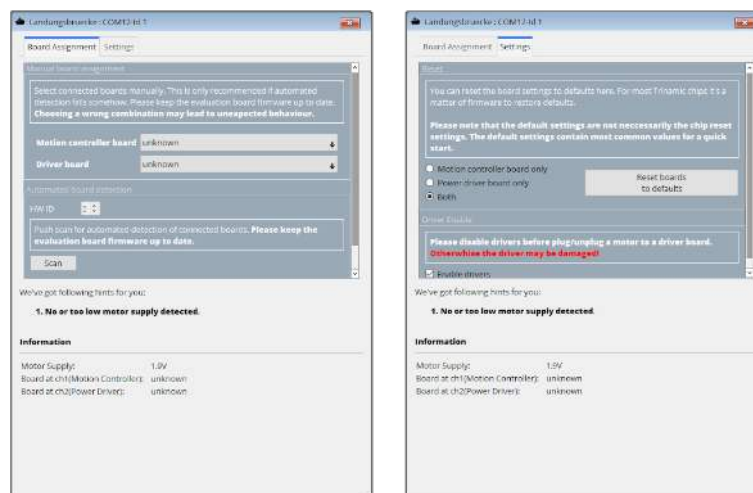 Landungsbruecke : COM12-Id 1
Board Assignment Settings
Manual board assignment
Select connected boards manually. This is only recommended if automated
detection fails somehow. Please keep the evaluation board firmware up to date.
Choosing a wrong combination may lead to unexpected behaviour.
Motion controller board unknown
Driver board unknown
Automated board detection
HW ID
Push scan for automated detection of connected boards. Please keep the
evaluation board firmware up to date.
Scan
We've got following hints for you:
1. No or too low motor supply detected.
Information
Motor Supply: 1.9V
Board at ch1(Motion Controller): unknown
Board at ch2(Power Driver): unknown
Landungsbruecke : COM12-Id 1
Board Assignment Settings
Reset
You can reset the board settings to defaults here. For most Trinamic chips it's a
matter of firmware to restore defaults.
Please note that the default settings are not neccessarily the chip reset
settings. The default settings contain most common values for a quick
start.
Motion controller board only
Power driver board only
Both
Reset boards
to defaults
Driver Enable
Please disable drivers before plug/unplug a motor to a driver board.
Otherwhise the driver may be damaged!
Enable drivers
We've got following hints for you:
1. No or too low motor supply detected.
Information
Motor Supply: 1.9V
Board at ch1(Motion Controller): unknown
Board at ch2(Power Driver): unknown